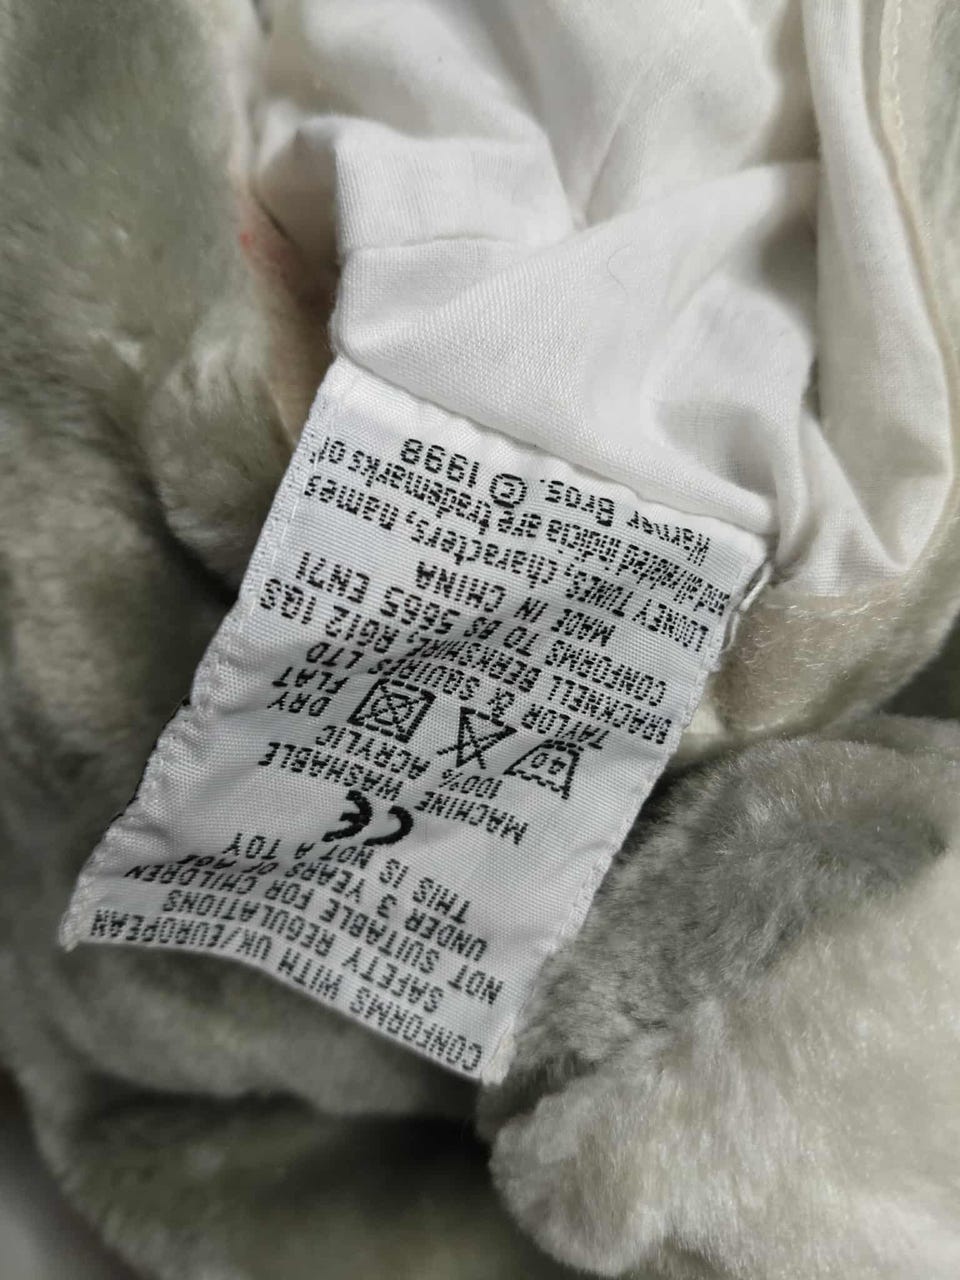 CONFORMS WITH UK/EUROPEAN
SAFETY REGULATIONS
NOT SUITABLE FOR CHILDREN
UNDER 3 YEARS OF AGE
THIS IS NOT A TOY
CE
MACHINE WASHABLE
100% ACRYLIC
40 DRY FLAT
TAYLOR & SQUIRES LTD
BRACKNELL BERKSHIRE, RG12 1QS
CONFORMS TO BS 5665 EN71
MADE IN CHINA
LOONEY TUNES, characters, names
and all related indicia are trademarks of
Warner Bros. © 1998